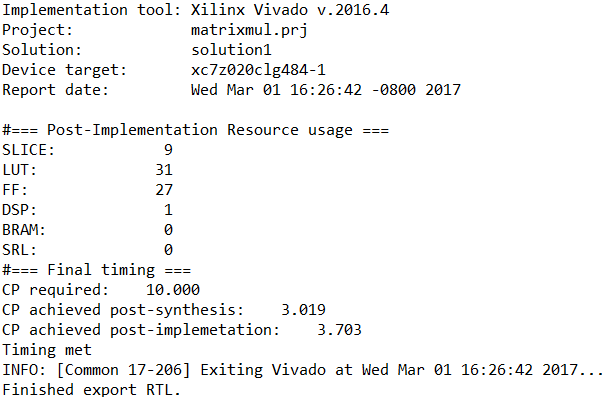 Implementation tool: Xilinx Vivado v.2016.4
Project: matrixmul.prj
Solution: solution1
Device target: xc7z020clg484-1
Report date: Wed Mar 01 16:26:42 -0800 2017
#=== Post-Implementation Resource usage ===
SLICE: 9
LUT: 31
FF: 27
DSP: 1
BRAM: 0
SRL: 0
#=== Final timing ===
CP required: 10.000
CP achieved post-synthesis: 3.019
CP achieved post-implemetation: 3.703
Timing met
INFO: [Common 17-206] Exiting Vivado at Wed Mar 01 16:26:42 2017...
Finished export RTL.